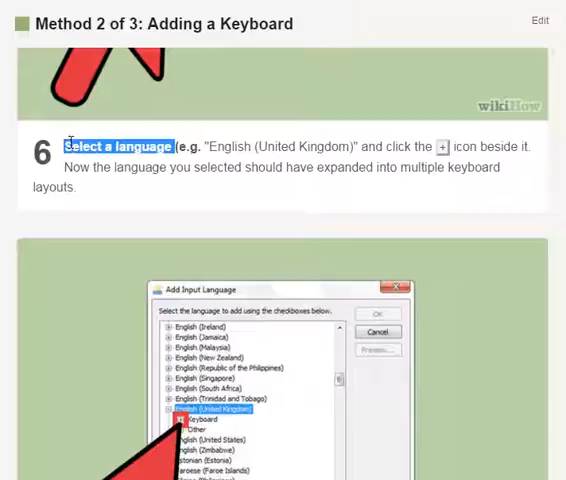 Method 2 of 3: Adding a Keyboard
Edit
wikiHow
6
Select a language (e.g. "English (United Kingdom)" and click the [+] icon beside it.
Now the language you selected should have expanded into multiple keyboard
layouts.
Add Input Language
Select the language to add using the checkboxes below.
English (Ireland)
English (Jamaica)
English (Malaysia)
English (New Zealand)
English (Republic of the Philippines)
English (Singapore)
English (South Africa)
English (Trinidad and Tobago)
English (United Kingdom)
Keyboard
Other
English (United States)
English (Zimbabwe)
Estonian (Estonia)
Faroese (Faroe Islands)
OK
Cancel
Preview...